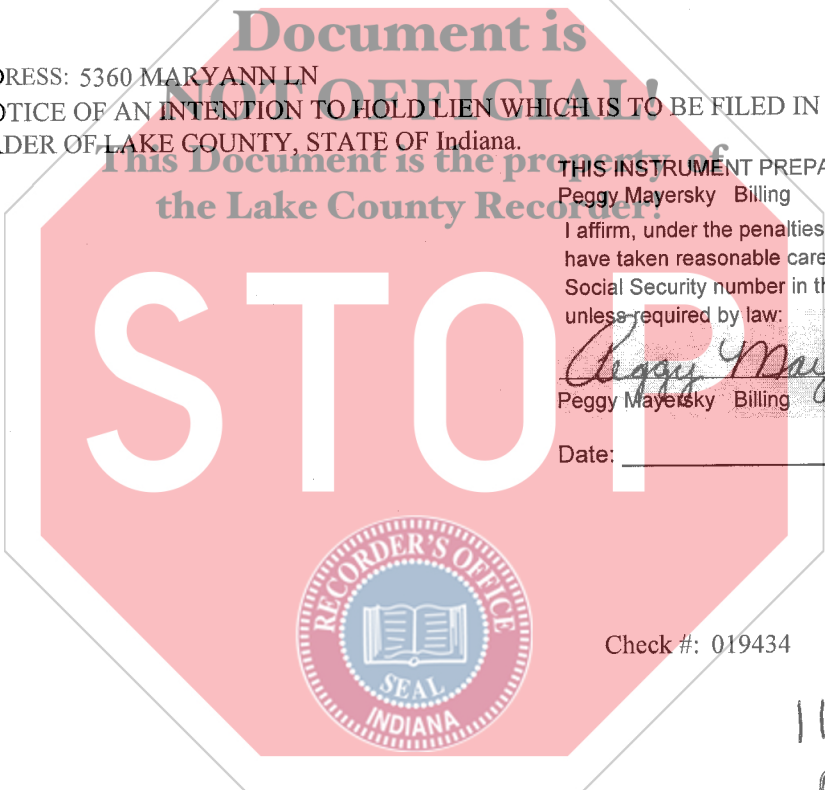 Document is
DRESS: 5360 MARYANN LN
NOT OFFICIAL!
OTICE OF AN INTENTION TO HOLD LIEN WHICH IS TO BE FILED IN
DER OF LAKE COUNTY, STATE OF Indiana.
This Document is the property of
the Lake County Recorder!
THIS INSTRUMENT PREPA
Peggy Mayersky Billing
I affirm, under the penalties
have taken reasonable care
Social Security number in th
unless required by law:
Peggy May
Peggy Mayersky Billing
Date:
STOP
RECORDER'S OFFICE
SEAL
INDIANA
Check #: 019434
11